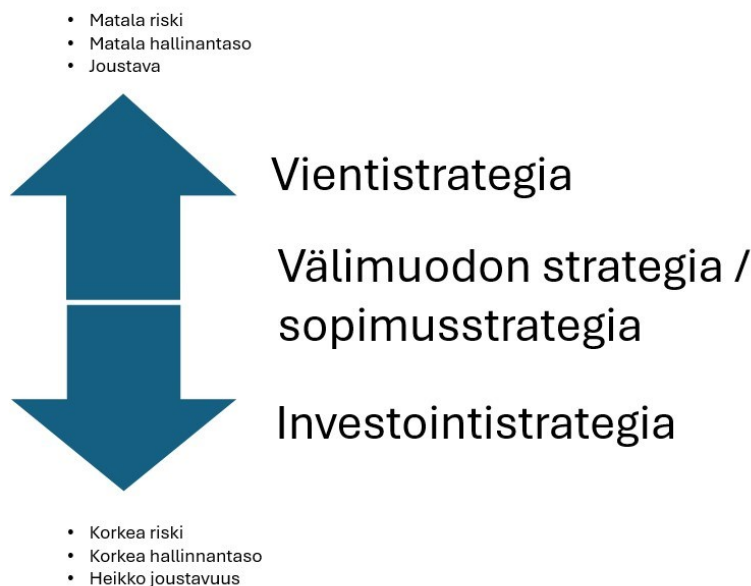 • Matala riski
• Matala hallinantaso
• Joustava
Vientistrategia
Välimuodon strategia /
sopimusstrategia
Investointistrategia
• Korkea riski
• Korkea hallinnantaso
• Heikko joustavuus